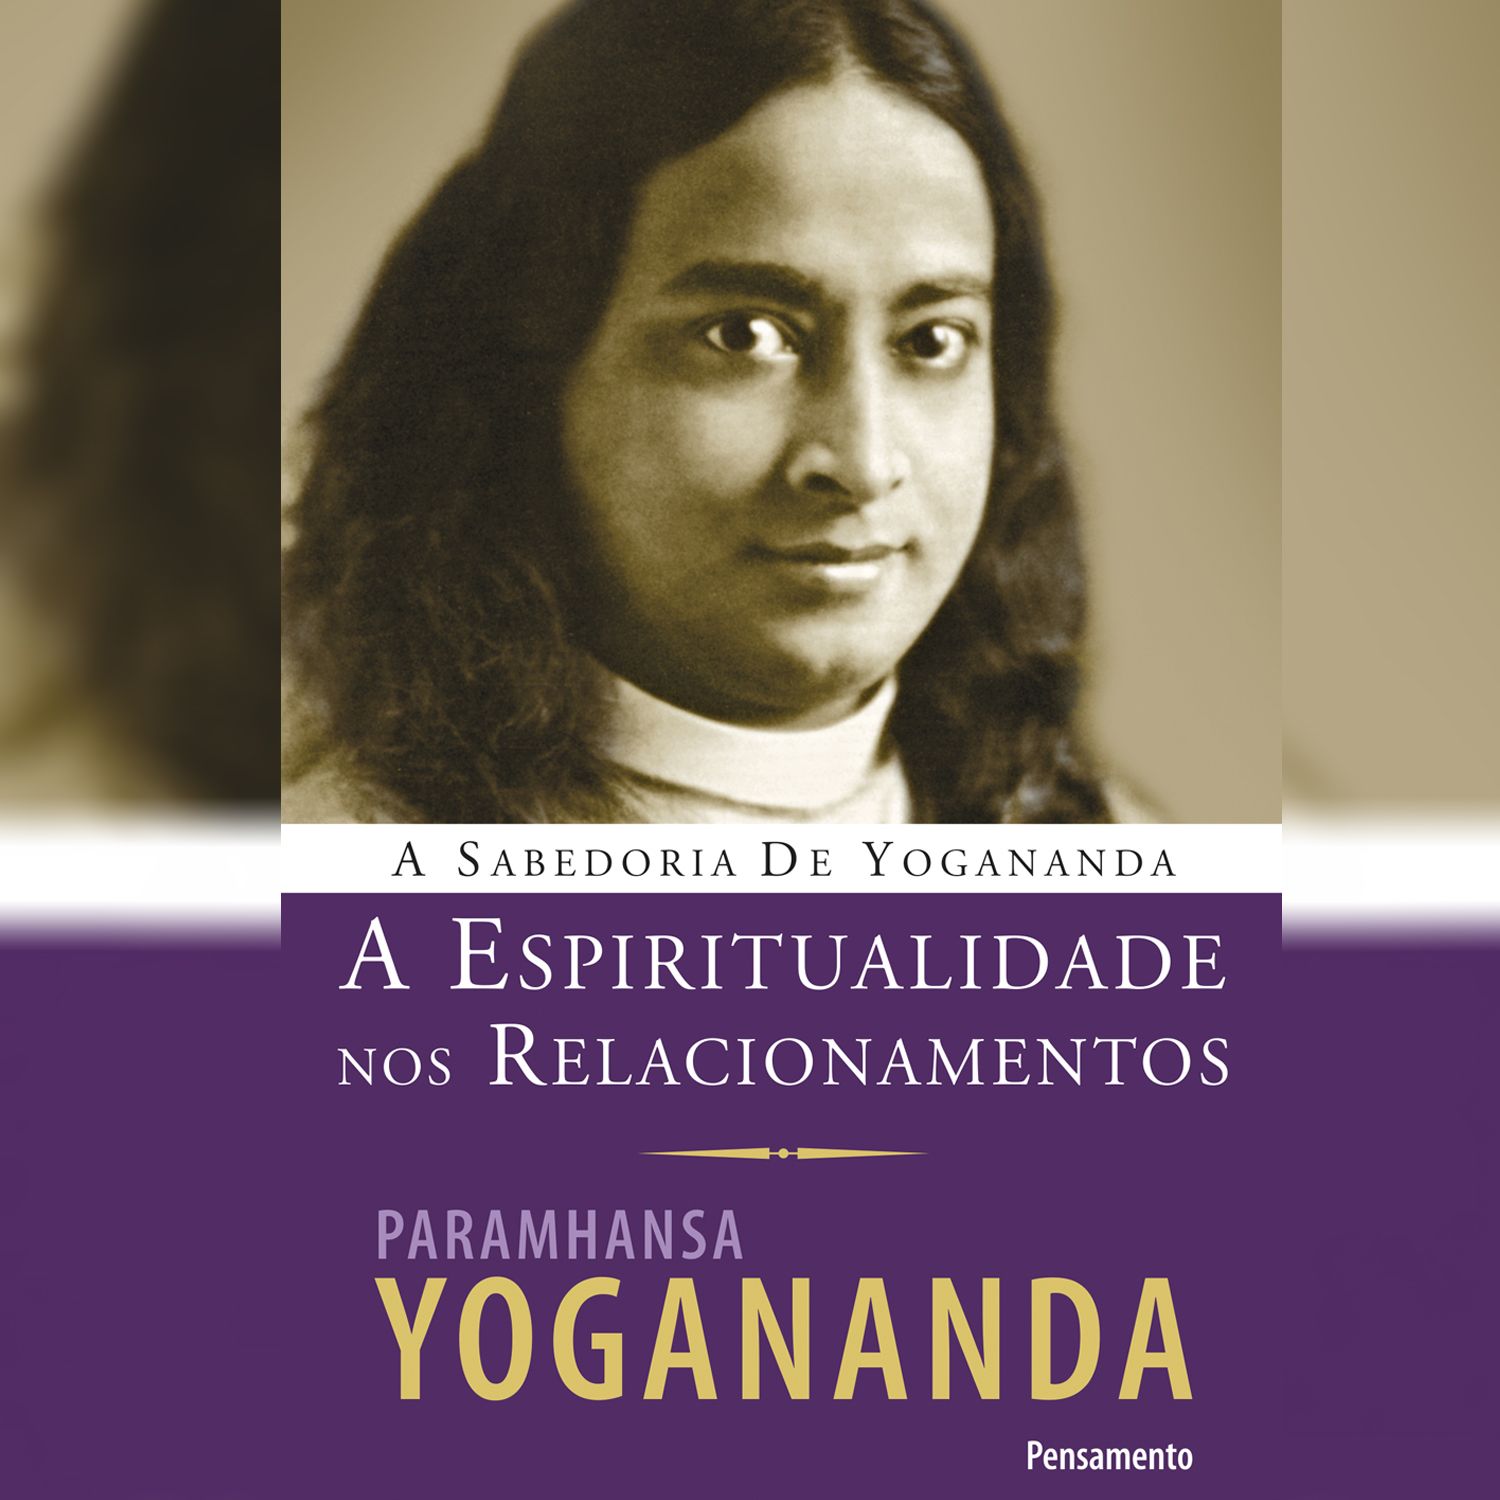 A Sabedoria De Yogananda
A Espiritualidade
nos Relacionamentos
PARAMHANSA
YOGANANDA
Pensamento